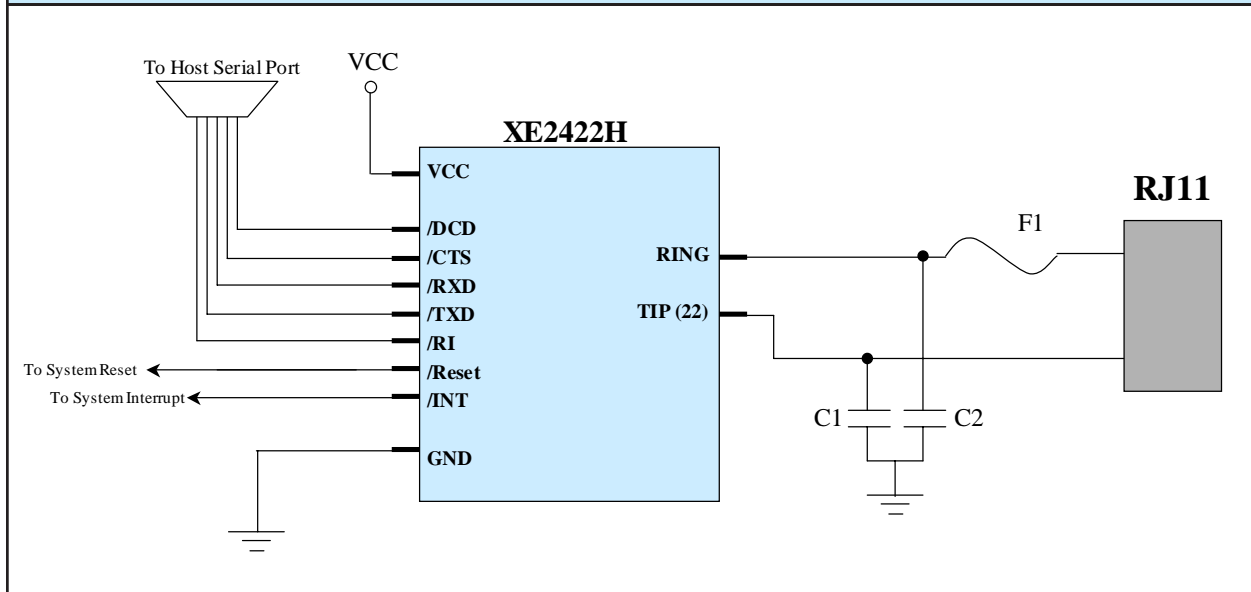 To Host Serial Port
VCC
XE2422H
VCC
/DCD
/CTS
/RXD
/TXD
/RI
/Reset
/INT
GND
RING
TIP (22)
To System Reset
To System Interrupt
F1
RJ11
C1
C2